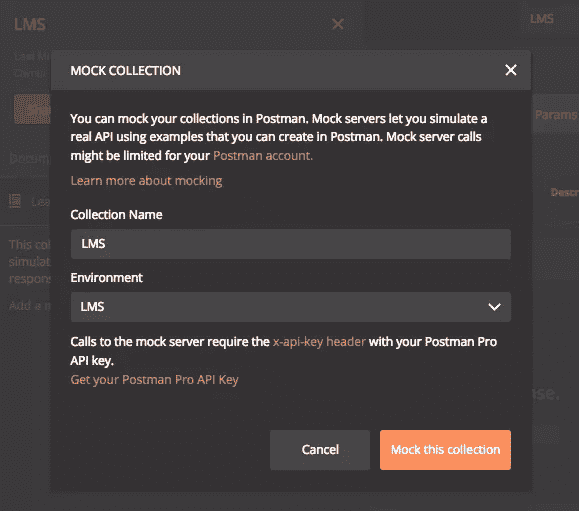 LMS
LMS
MOCK COLLECTION
You can mock your collections in Postman. Mock servers let you simulate a
real API using examples that you can create in Postman. Mock server calls
might be limited for your Postman account.
Learn more about mocking
Params
Descr
Collection Name
LMS
Environment
LMS
This col
simulat
respons
Add a m
Calls to the mock server require the x-api-key header with your Postman Pro
API key.
Get your Postman Pro API Key
Cancel
Mock this collection